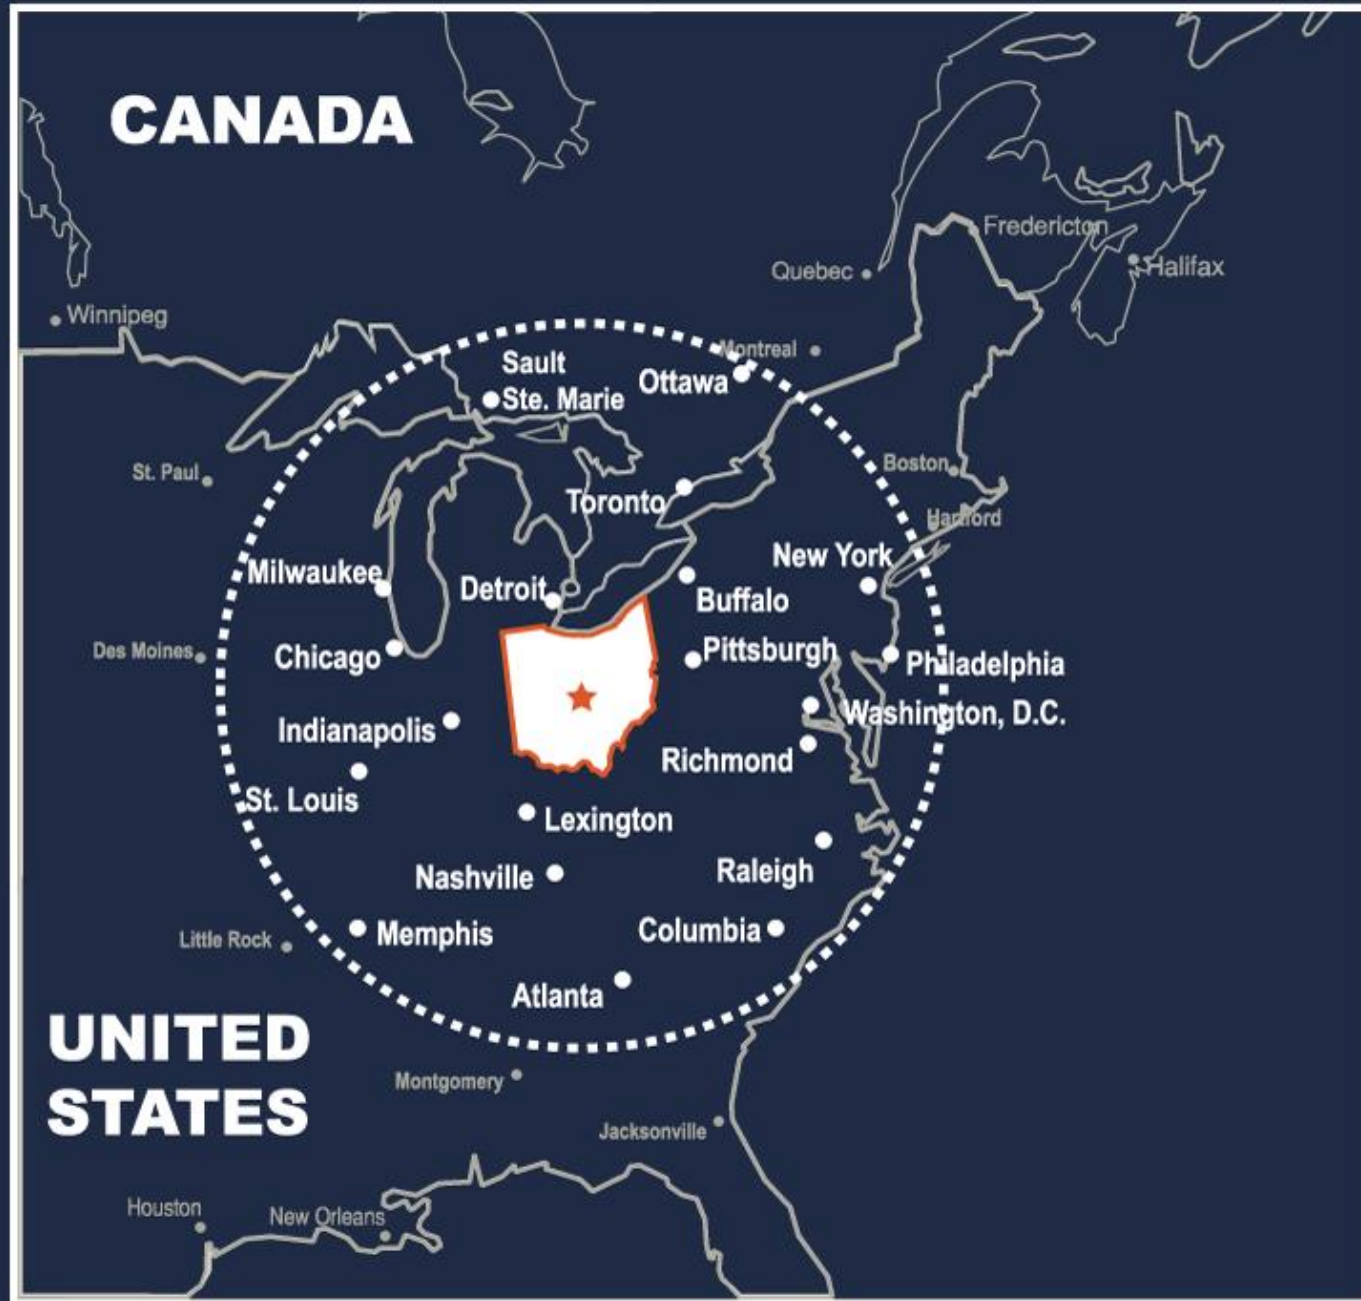 CANADA
Fredericton
Halifax
Quebec
Winnipeg
Montreal
Sault
Ste. Marie
Ottawa
St. Paul
Boston
Toronto
Hartford
New York
Milwaukee
Detroit
Buffalo
Des Moines
Chicago
Pittsburgh
Philadelphia
Washington, D.C.
Indianapolis
Richmond
St. Louis
Lexington
Nashville
Raleigh
Little Rock
Memphis
Columbia
Atlanta
UNITED
STATES
Montgomery
Jacksonville
Houston
New Orleans